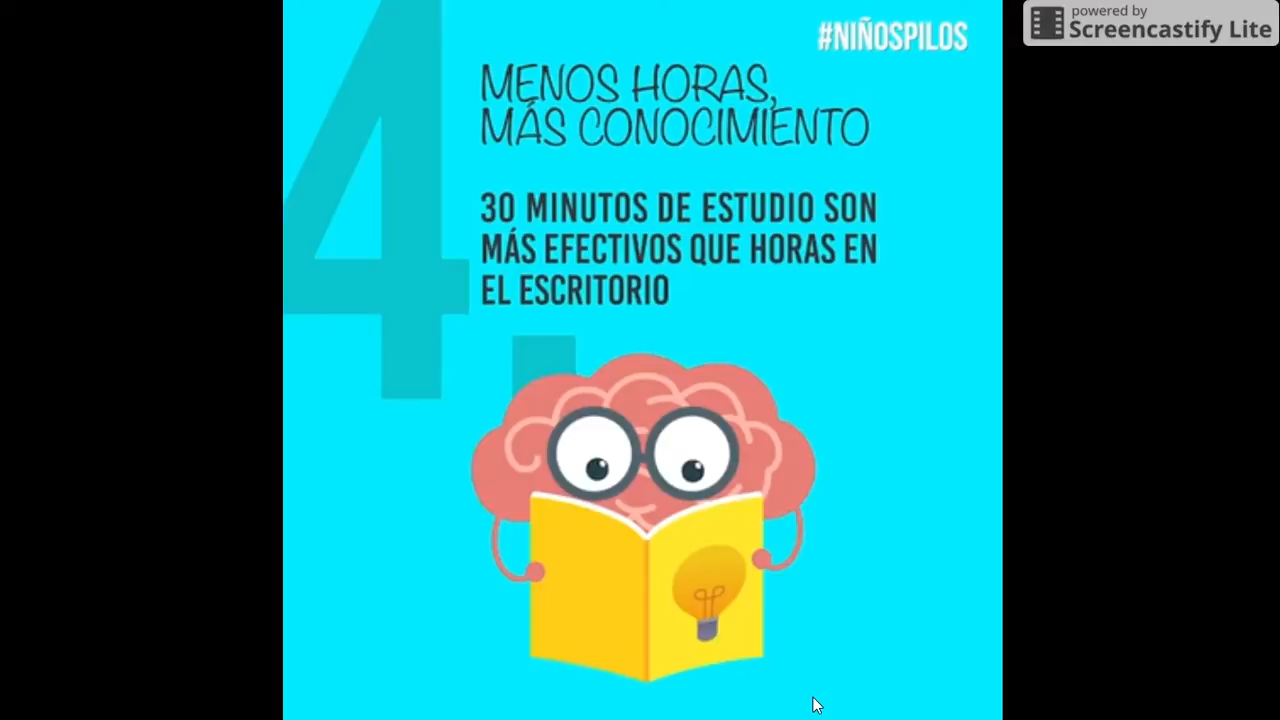 powered by
Screencastify Lite
#NIÑOSPILOS
4.
MENOS HORAS,
MÁS CONOCIMIENTO
30 MINUTOS DE ESTUDIO SON
MÁS EFECTIVOS QUE HORAS EN
EL ESCRITORIO